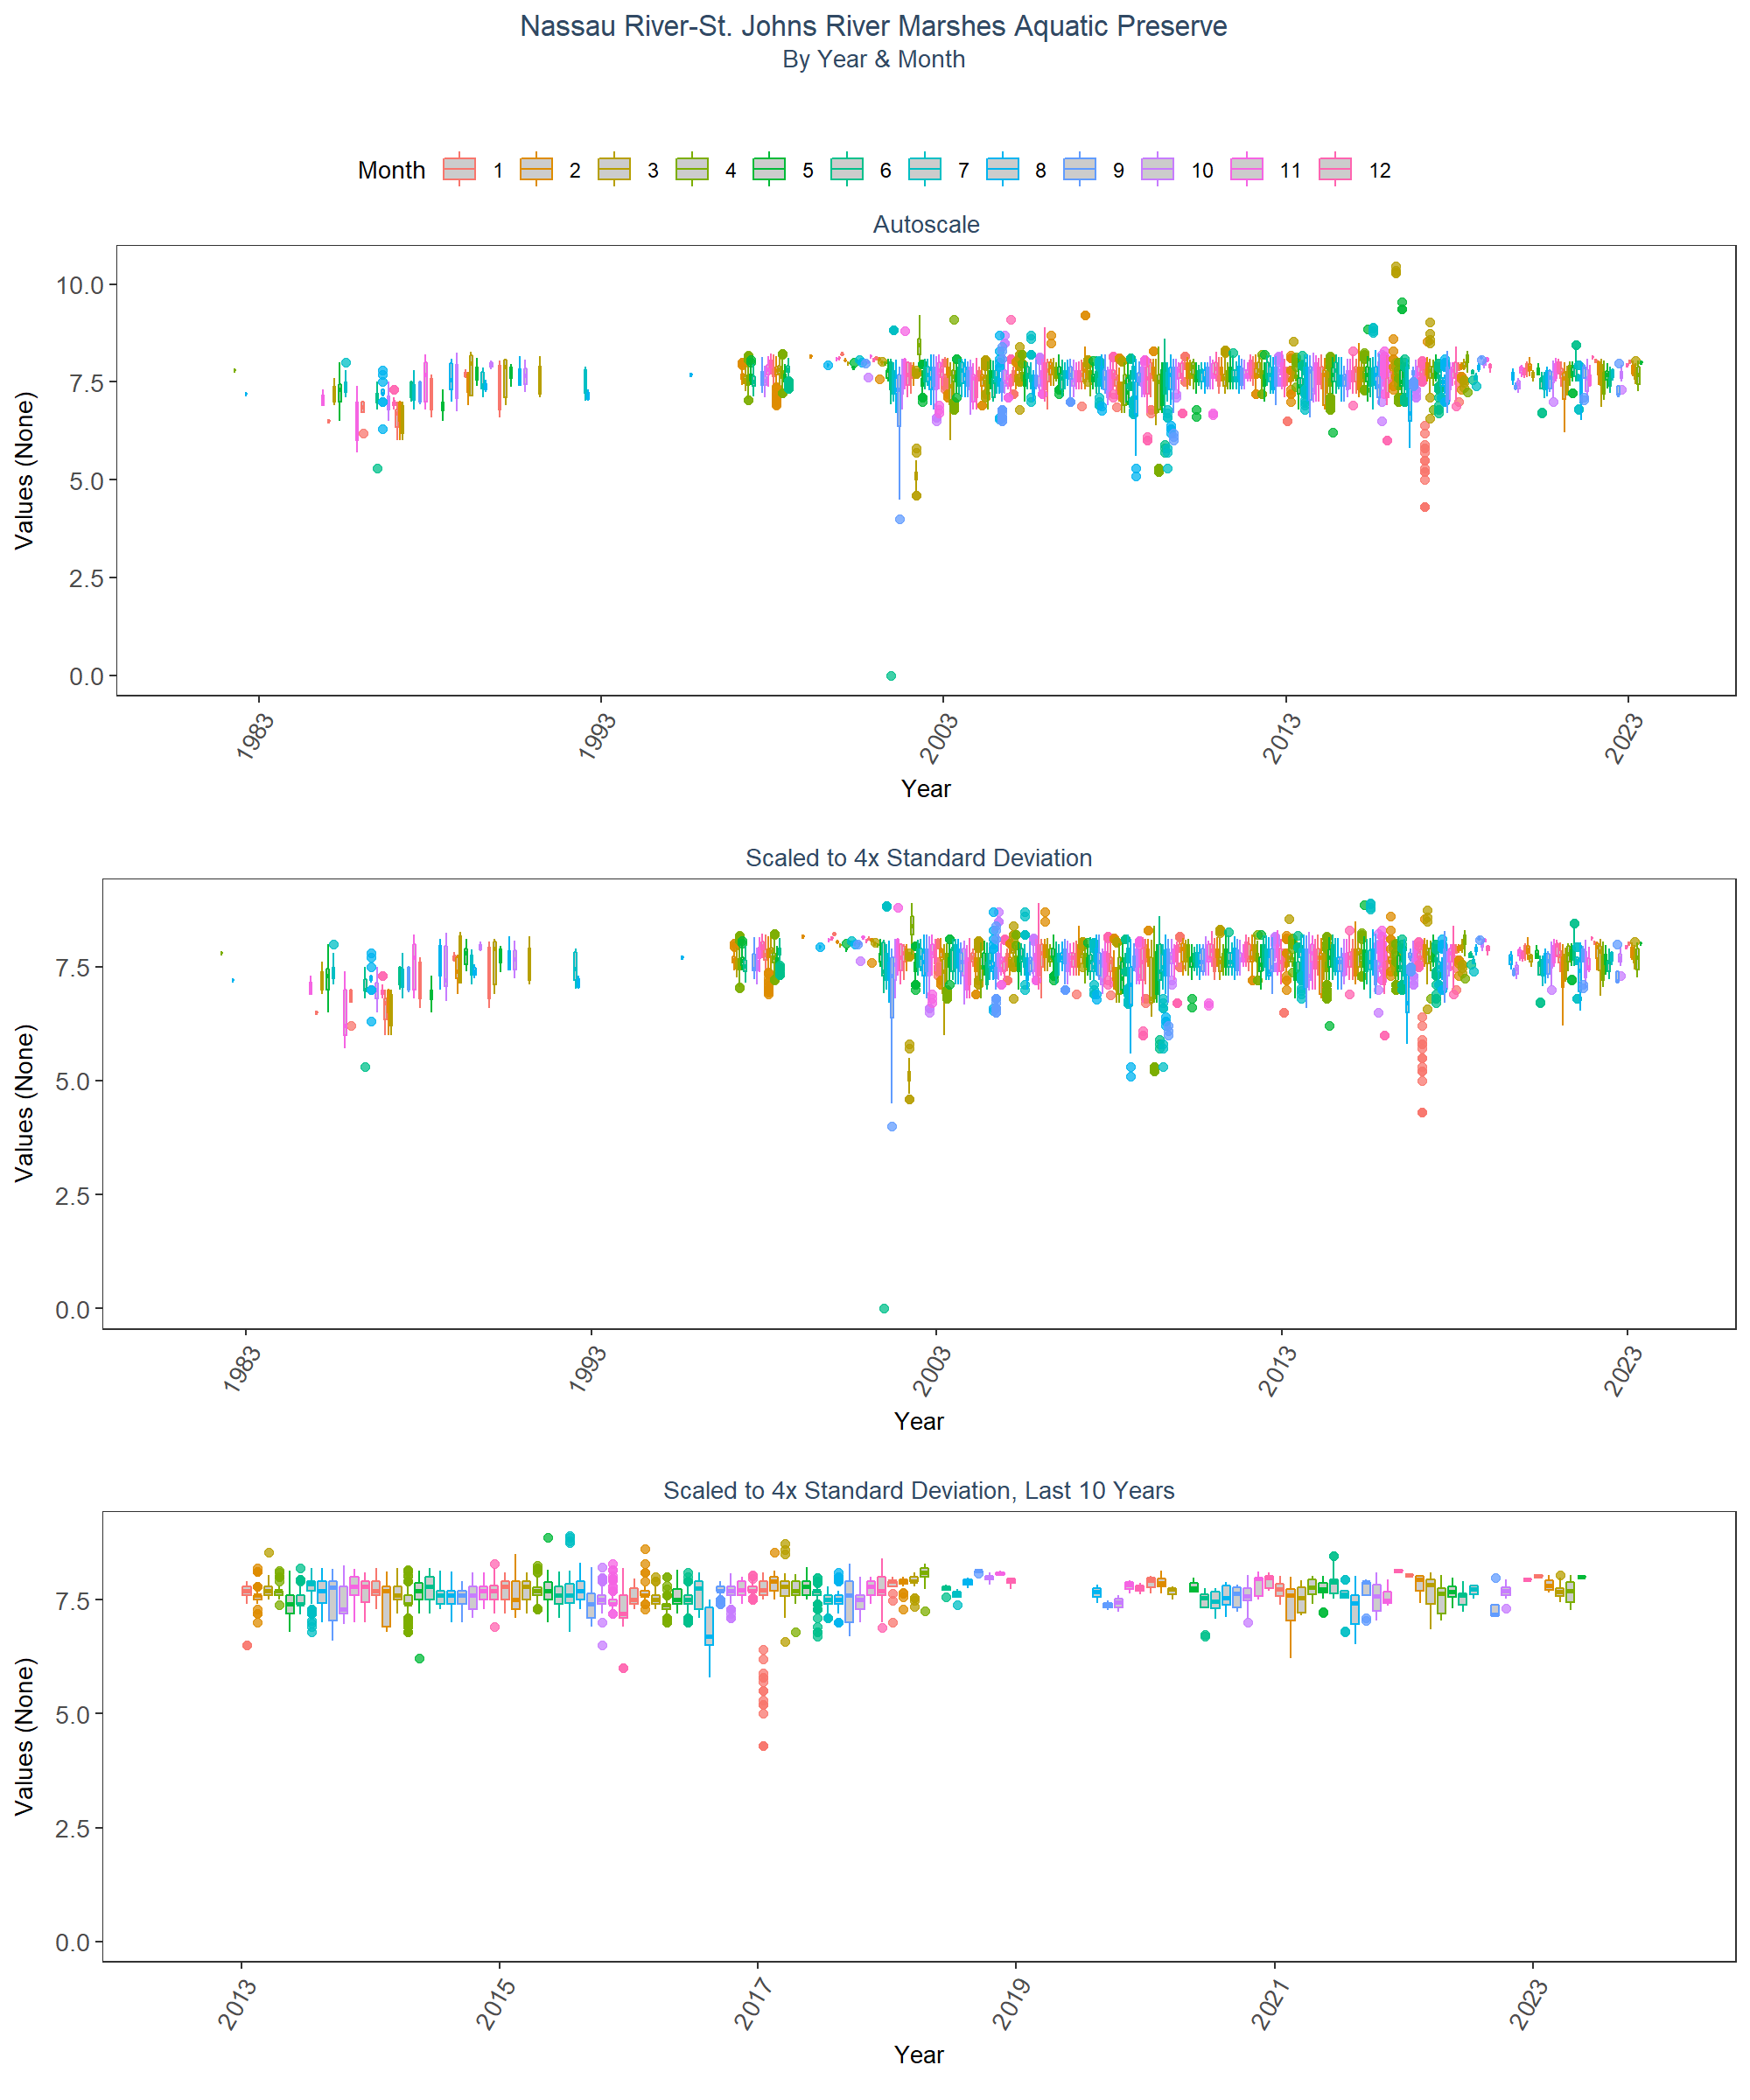 Nassau River-St. Johns River Marshes Aquatic Preserve
By Year & Month
Month 1 2 3 4 5 6 7 8 9 10 11 12
Autoscale
Values (None)
10.0
7.5
5.0
2.5
0.0
1983 1993 2003 2013 2023
Year
Scaled to 4x Standard Deviation
Values (None)
7.5
5.0
2.5
0.0
1983 1993 2003 2013 2023
Year
Scaled to 4x Standard Deviation, Last 10 Years
Values (None)
7.5
5.0
2.5
0.0
2013 2015 2017 2019 2021 2023
Year